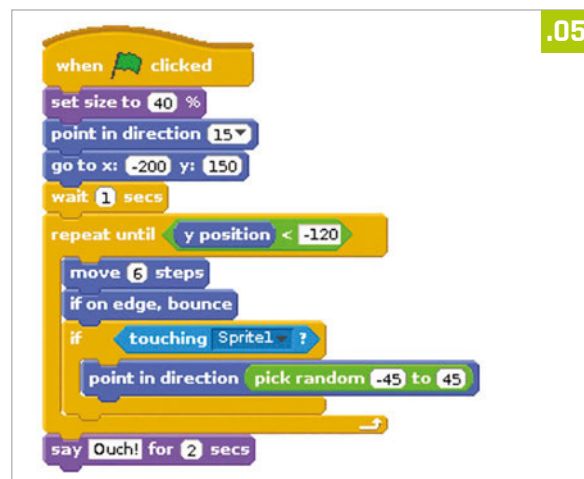 .05
when clicked
set size to 40 %
point in direction 15
go to x: -200 y: 150
wait 1 secs
repeat until y position < -120
move 6 steps
if on edge, bounce
if touching Sprite1 ?
point in direction pick random -45 to 45
say Ouch! for 2 secs